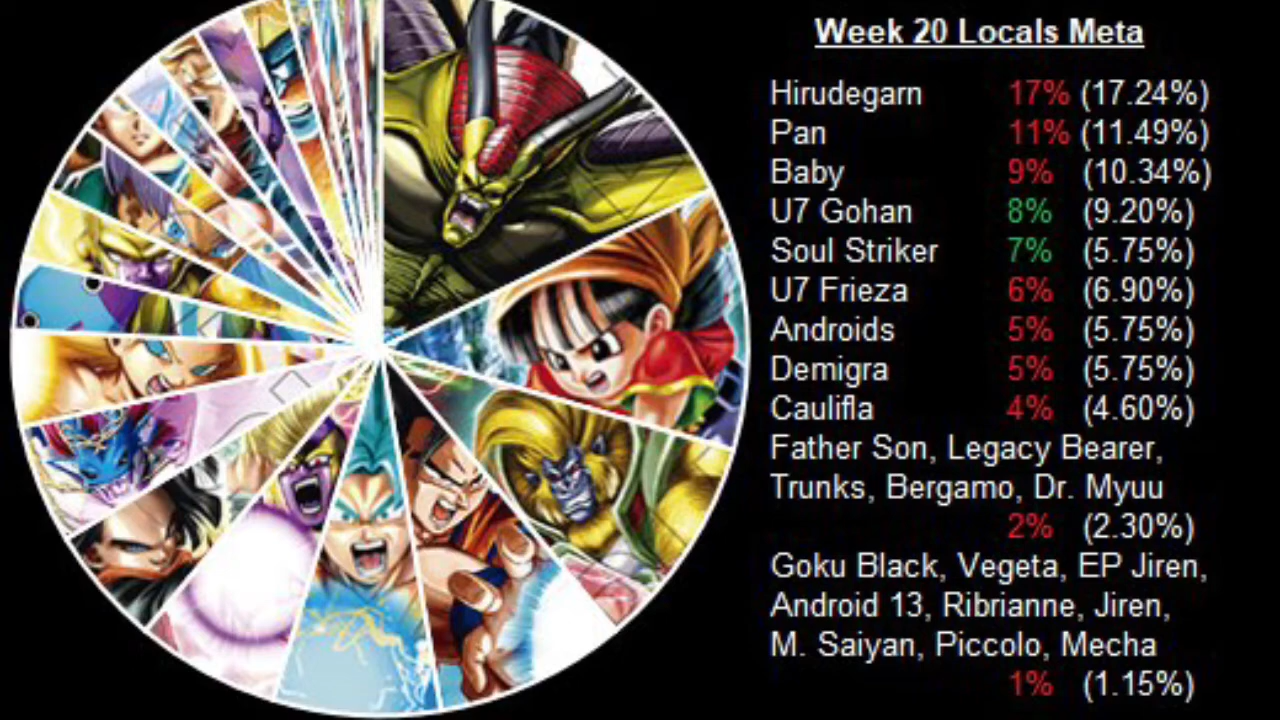 Week 20 Locals Meta
Hirudegarn 17% (17.24%)
Pan 11% (11.49%)
Baby 9% (10.34%)
U7 Gohan 8% (9.20%)
Soul Striker 7% (5.75%)
U7 Frieza 6% (6.90%)
Androids 5% (5.75%)
Demigra 5% (5.75%)
Caulifla 4% (4.60%)
Father Son, Legacy Bearer,
Trunks, Bergamo, Dr. Myuu
2% (2.30%)
Goku Black, Vegeta, EP Jiren,
Android 13, Ribrianne, Jiren,
M. Saiyan, Piccolo, Mecha
1% (1.15%)